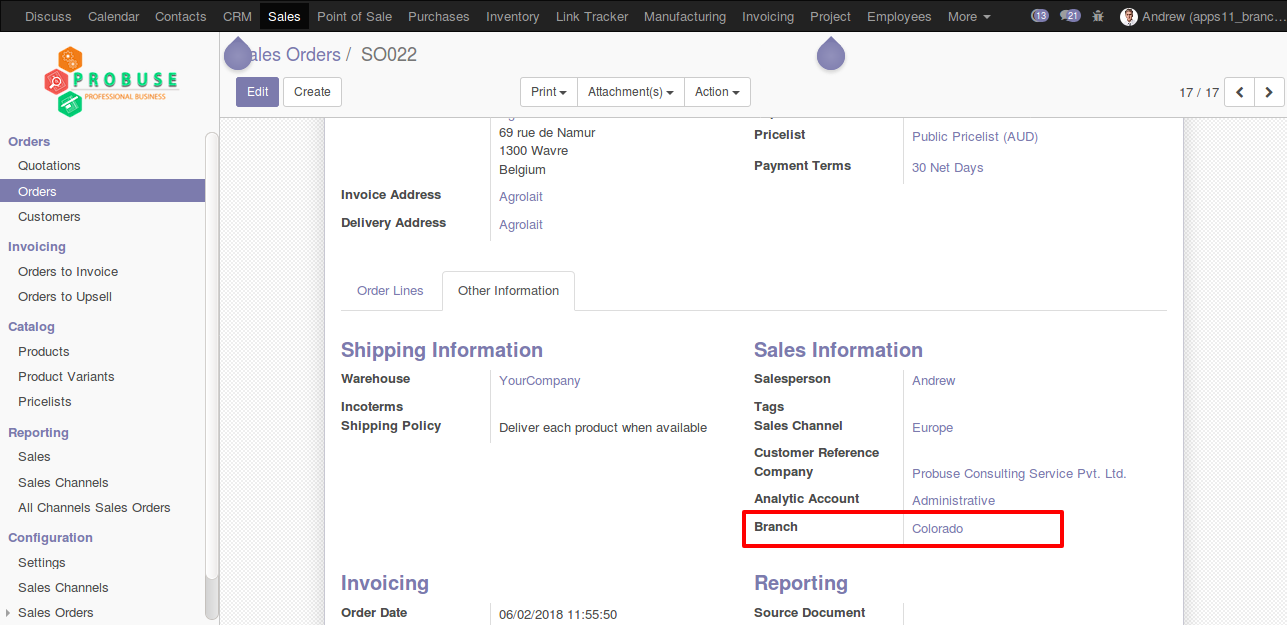 Discuss Calendar Contacts CRM Sales Point of Sale Purchases Inventory Link Tracker Manufacturing Invoicing Project Employees More 13 21 Andrew (apps11_branc...
PROBUSE
PROFESSIONAL BUSINESS
Orders
Quotations
Orders
Customers
Invoicing
Orders to Invoice
Orders to Upsell
Catalog
Products
Product Variants
Pricelists
Reporting
Sales
Sales Channels
All Channels Sales Orders
Configuration
Settings
Sales Channels
Sales Orders
ales Orders / SO022
Edit Create Print Attachment(s) Action 17 / 17
69 rue de Namur
1300 Wavre
Belgium
Invoice Address Agrolait
Delivery Address Agrolait
Pricelist Public Pricelist (AUD)
Payment Terms 30 Net Days
Order Lines Other Information
Shipping Information
Warehouse YourCompany
Incoterms
Shipping Policy Deliver each product when available
Sales Information
Salesperson Andrew
Tags
Sales Channel Europe
Customer Reference
Company Probuse Consulting Service Pvt. Ltd.
Analytic Account Administrative
Branch Colorado
Invoicing
Order Date 06/02/2018 11:55:50
Reporting
Source Document